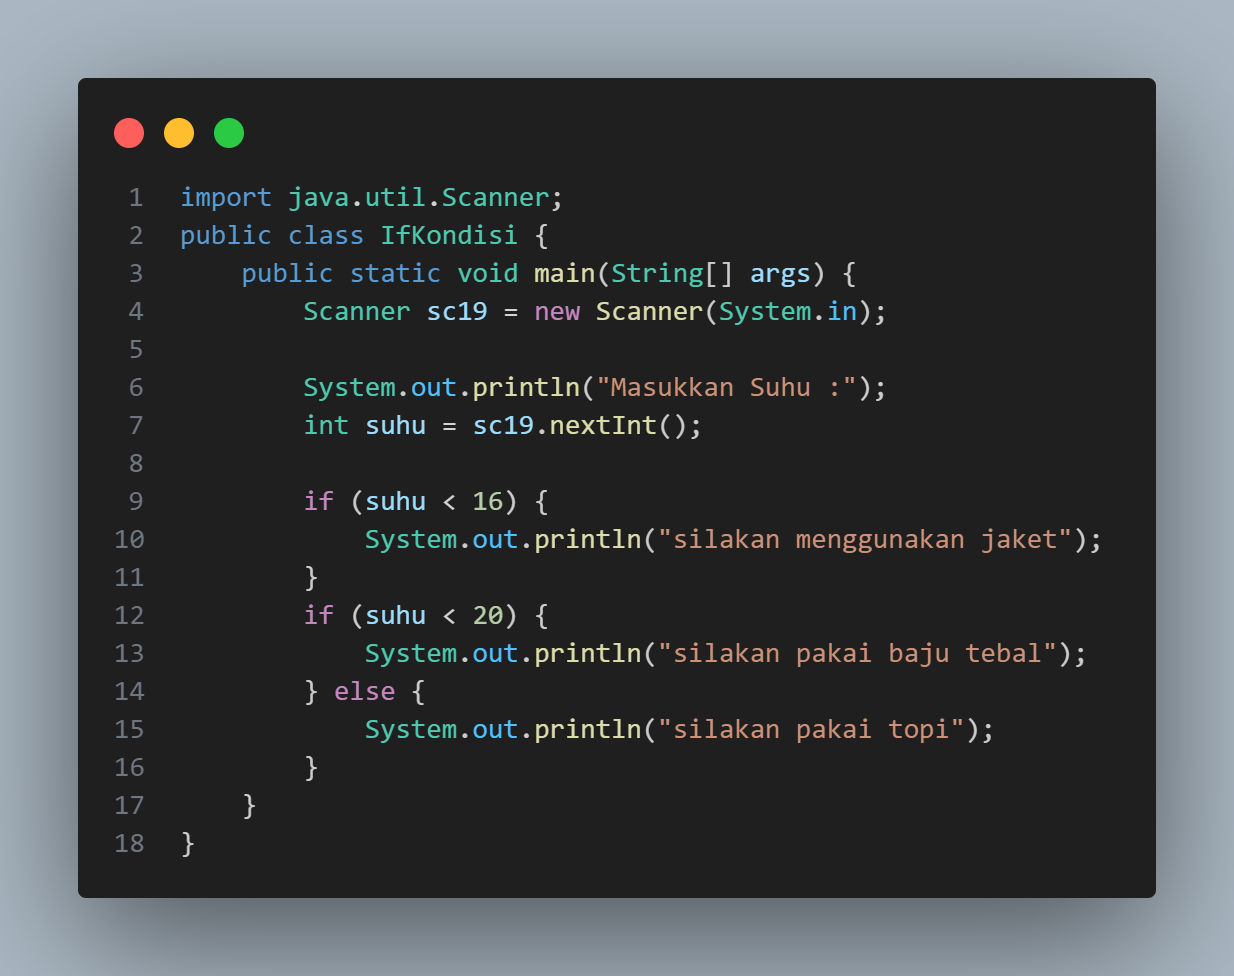 1 import java.util.Scanner;
2 public class IfKondisi {
3     public static void main(String[] args) {
4         Scanner sc19 = new Scanner(System.in);
5
6         System.out.println("Masukkan Suhu :");
7         int suhu = sc19.nextInt();
8
9         if (suhu < 16) {
10             System.out.println("silakan menggunakan jaket");
11         }
12         if (suhu < 20) {
13             System.out.println("silakan pakai baju tebal");
14         } else {
15             System.out.println("silakan pakai topi");
16         }
17     }
18 }